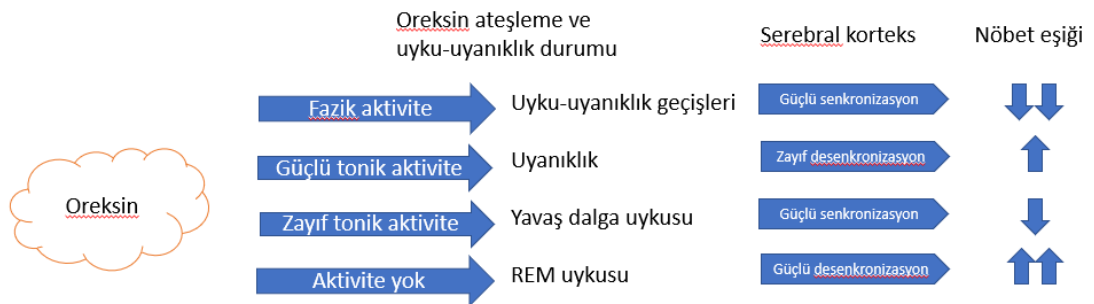 Oreksin ateşleme ve
uyku-uyanıklık durumu
Serebral korteks
Nöbet eşiği
Fazik aktivite
Uyku-uyanıklık geçişleri
Güçlü senkronizasyon
Güçlü tonik aktivite
Uyanıklık
Zayıf desenkronizasyon
Oreksin
Zayıf tonik aktivite
Yavaş dalga uykusu
Güçlü senkronizasyon
Aktivite yok
REM uykusu
Güçlü desenkronizasyon